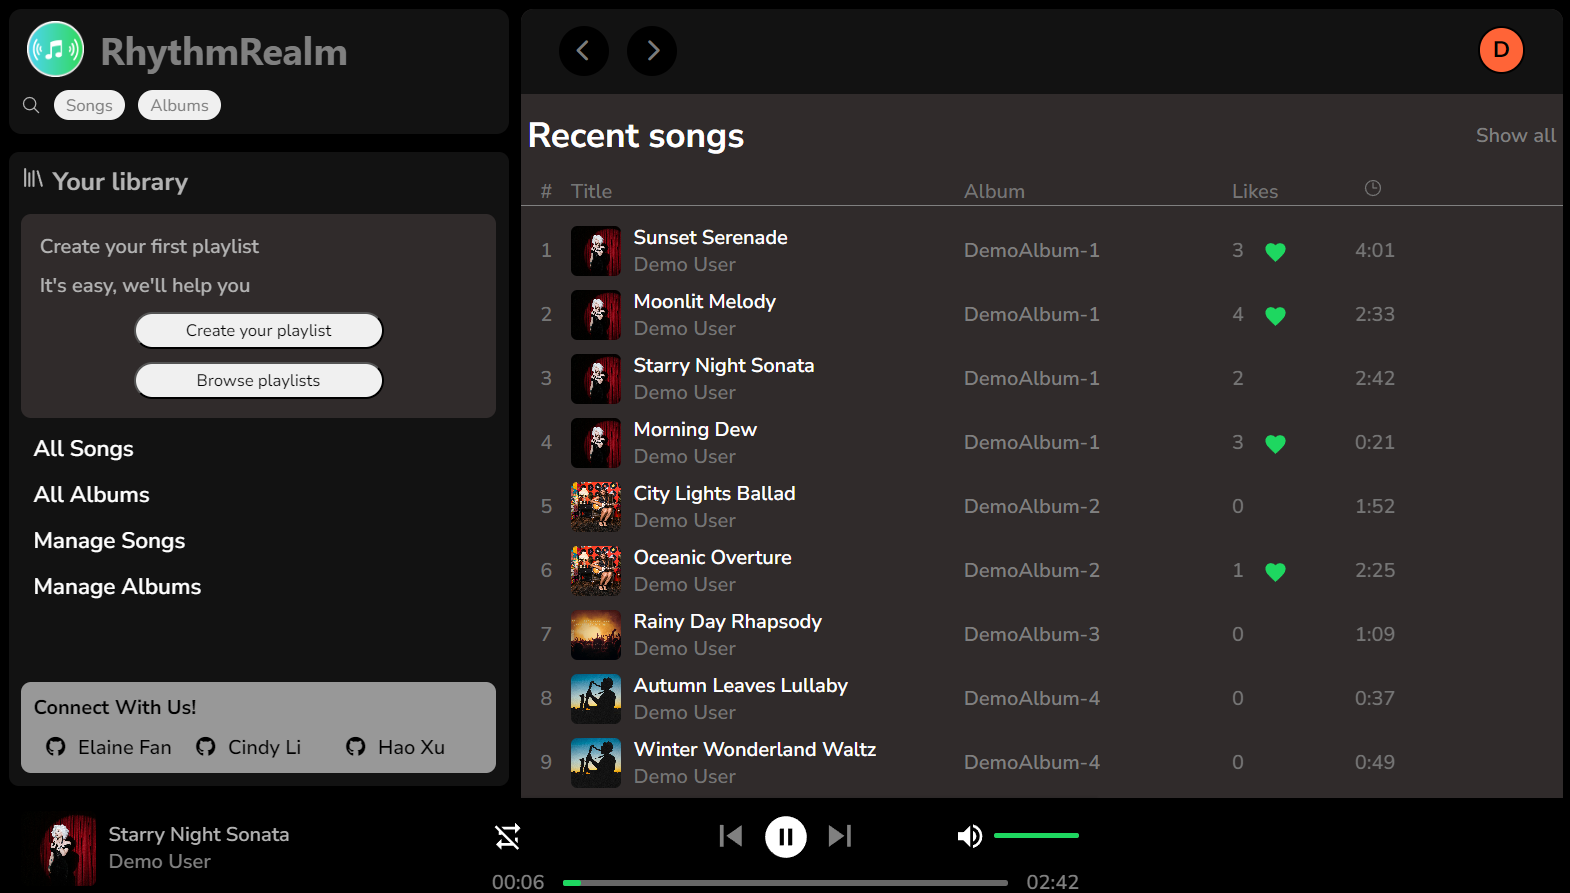 RhythmRealm
Songs Albums
Your library
Create your first playlist
It's easy, we'll help you
Create your playlist
Browse playlists
All Songs
All Albums
Manage Songs
Manage Albums
Connect With Us!
Elaine Fan Cindy Li Hao Xu
D
Recent songs Show all
# Title Album Likes
1 Sunset Serenade DemoAlbum-1 3 4:01
Demo User
2 Moonlit Melody DemoAlbum-1 4 2:33
Demo User
3 Starry Night Sonata DemoAlbum-1 2 2:42
Demo User
4 Morning Dew DemoAlbum-1 3 0:21
Demo User
5 City Lights Ballad DemoAlbum-2 0 1:52
Demo User
6 Oceanic Overture DemoAlbum-2 1 2:25
Demo User
7 Rainy Day Rhapsody DemoAlbum-3 0 1:09
Demo User
8 Autumn Leaves Lullaby DemoAlbum-4 0 0:37
Demo User
9 Winter Wonderland Waltz DemoAlbum-4 0 0:49
Demo User
Starry Night Sonata
Demo User
00:06 02:42